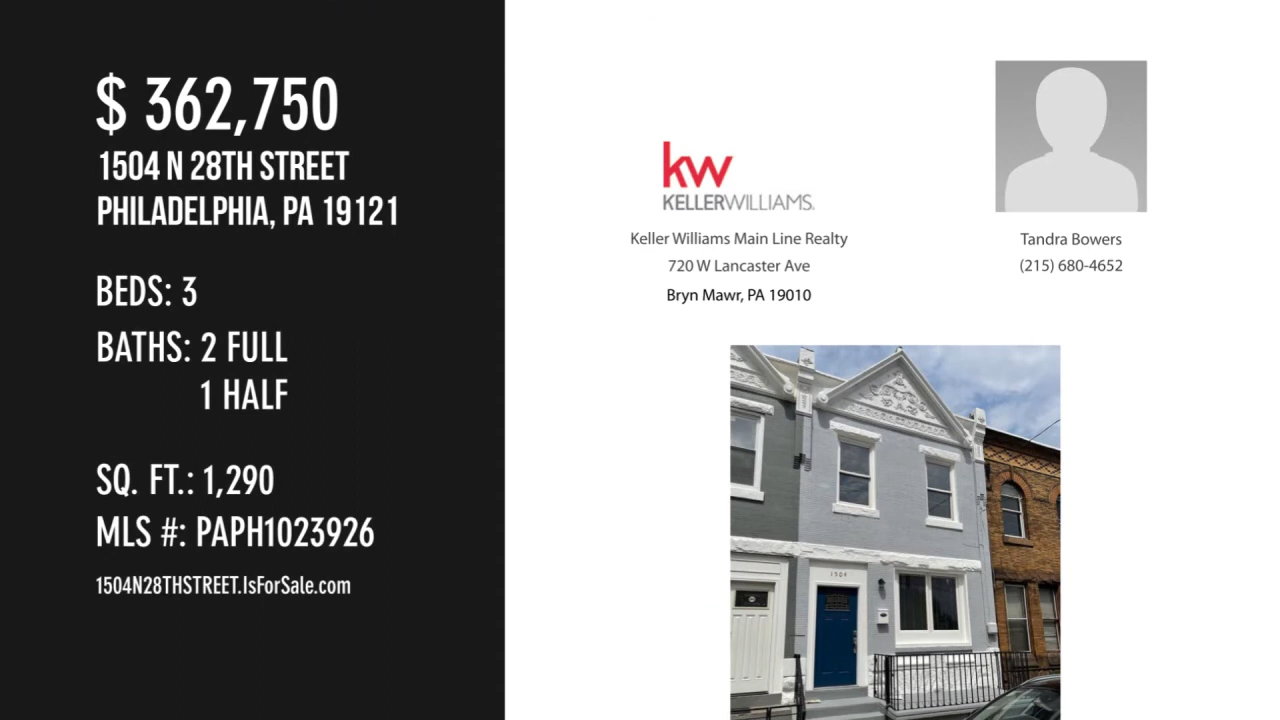 $ 362,750
1504 N 28TH STREET
PHILADELPHIA, PA 19121
BEDS: 3
BATHS: 2 FULL
1 HALF
SQ. FT.: 1,290
MLS #: PAPH1023926
1504N28THSTREET.IsForSale.com
kw
KELLERWILLIAMS.
Keller Williams Main Line Realty
720 W Lancaster Ave
Bryn Mawr, PA 19010
Tandra Bowers
(215) 680-4652
1504